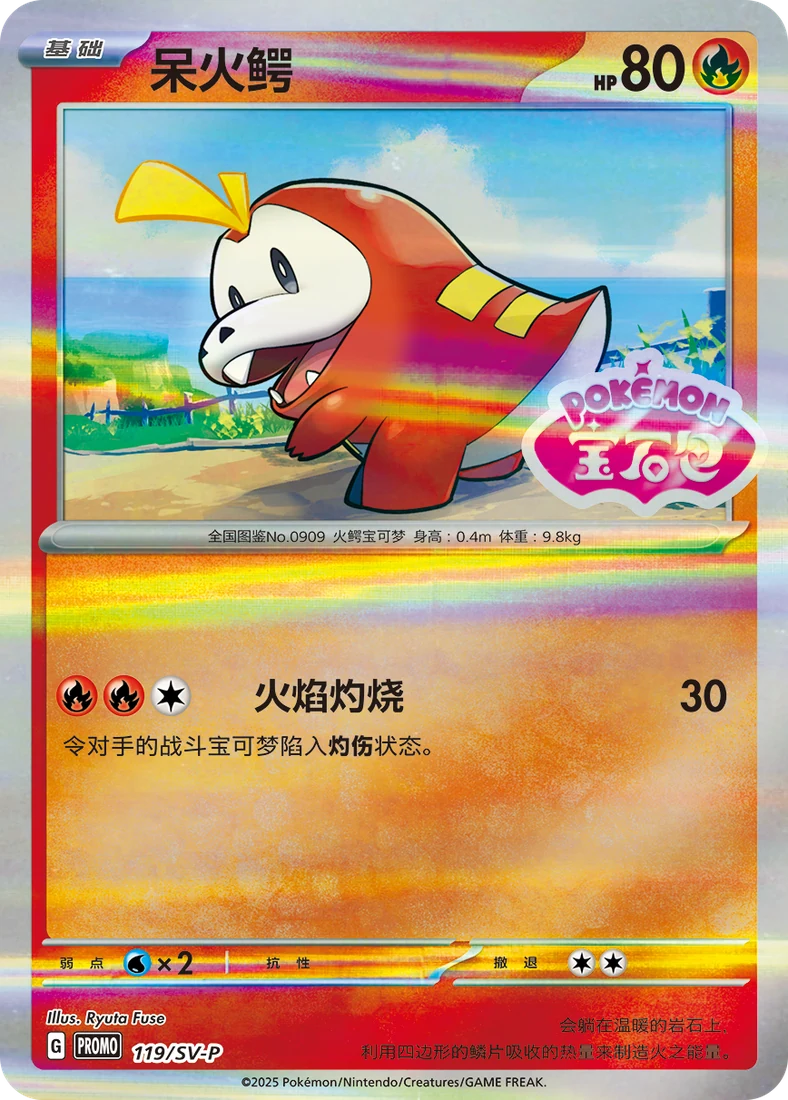 基础
呆火鳄
HP 80
POKÉMON
宝石包
全国图鉴No.0909 火鳄宝可梦 身高：0.4m 体重：9.8kg
火焰灼烧 30
令对手的战斗宝可梦陷入灼伤状态。
弱点 ×2 抗性 撤退
Illus. Ryuta Fuse
会躺在温暖的岩石上，
利用四边形的鳞片吸收的热量来制造火之能量。
G PROMO 119/SV-P
©2025 Pokémon/Nintendo/Creatures/GAME FREAK.